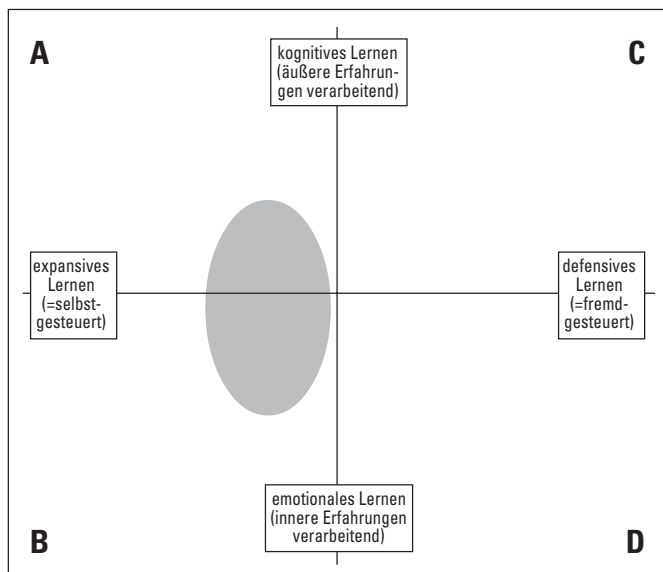 A
kognitives Lernen
(äußere Erfahrun-
gen verarbeitend)
C
expansives
Lernen
(=selbst-
gesteuert)
defensives
Lernen
(=fremd-
gesteuert)
B
emotionales Lernen
(innere Erfahrungen
verarbeitend)
D